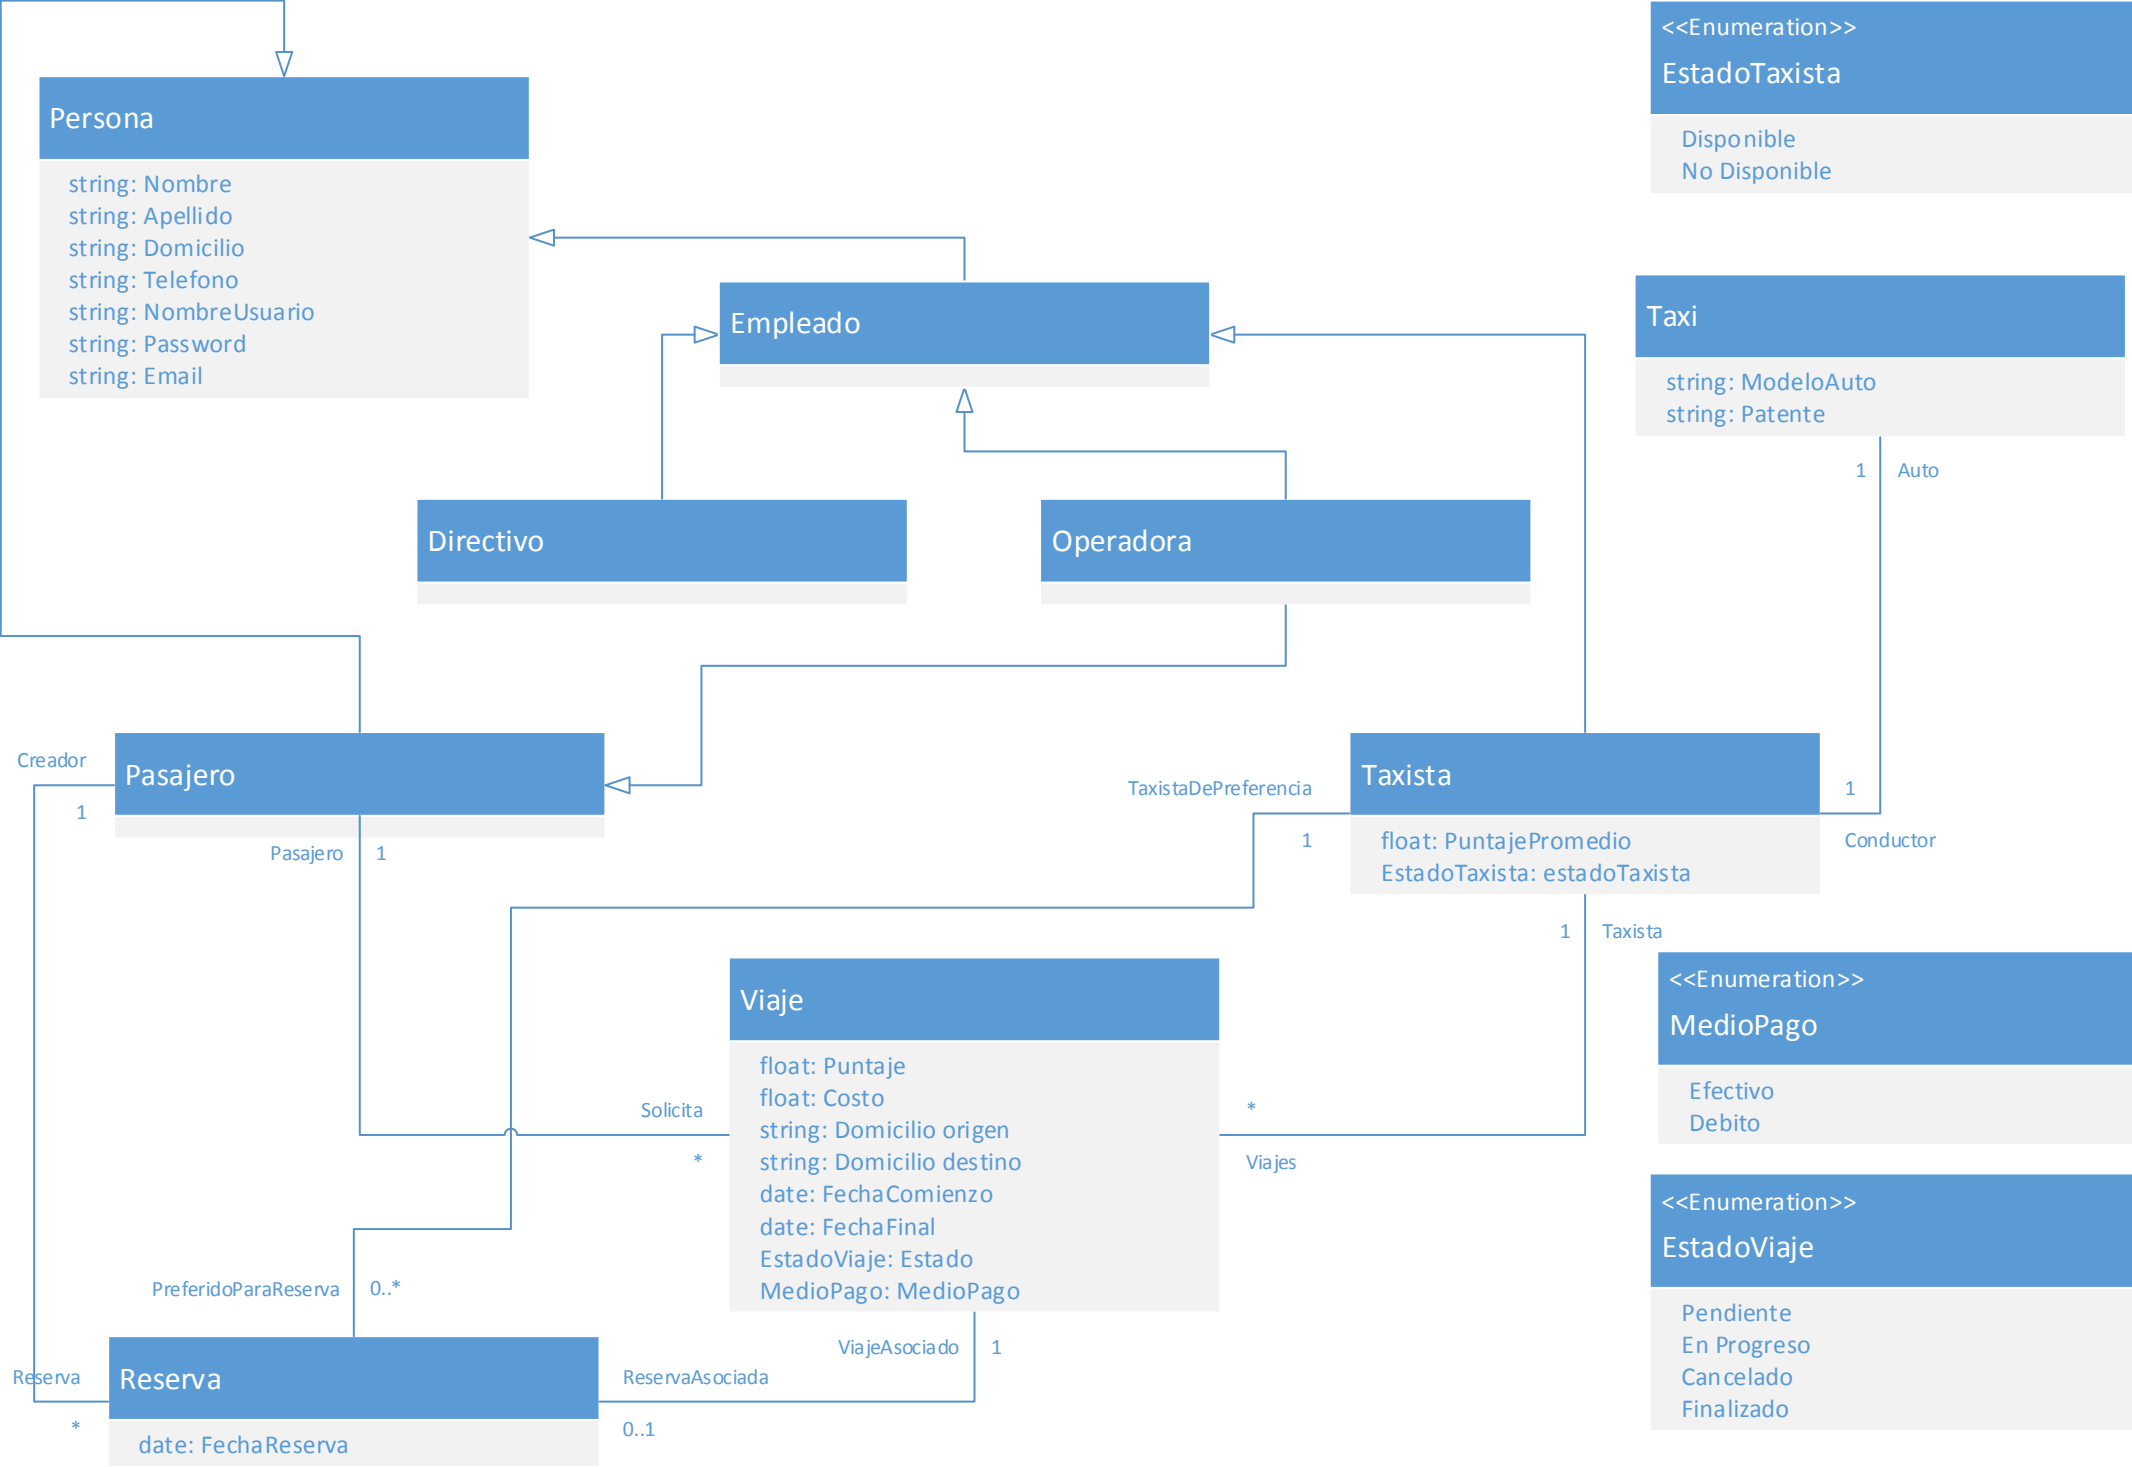 <<Enumeration>>
EstadoTaxista
Disponible
No Disponible
Persona
string: Nombre
string: Apellido
string: Domicilio
string: Telefono
string: NombreUsuario
string: Password
string: Email
Empleado
Taxi
string: ModeloAuto
string: Patente
1
Auto
Directivo
Operadora
Creador
1
Pasajero
Pasajero
1
TaxistaDePreferencia
1
Taxista
float: PuntajePromedio
EstadoTaxista: estadoTaxista
1
Conductor
1
Taxista
Viaje
float: Puntaje
float: Costo
string: Domicilio origen
string: Domicilio destino
date: FechaComienzo
date: FechaFinal
EstadoViaje: Estado
MedioPago: MedioPago
Solicita
*
*
Viajes
<<Enumeration>>
MedioPago
Efectivo
Debito
<<Enumeration>>
EstadoViaje
Pendiente
En Progreso
Cancelado
Finalizado
PreferidoParaReserva
0..*
ViajeAsociado
1
Reserva
*
Reserva
date: FechaReserva
ReservaAsociada
0..1